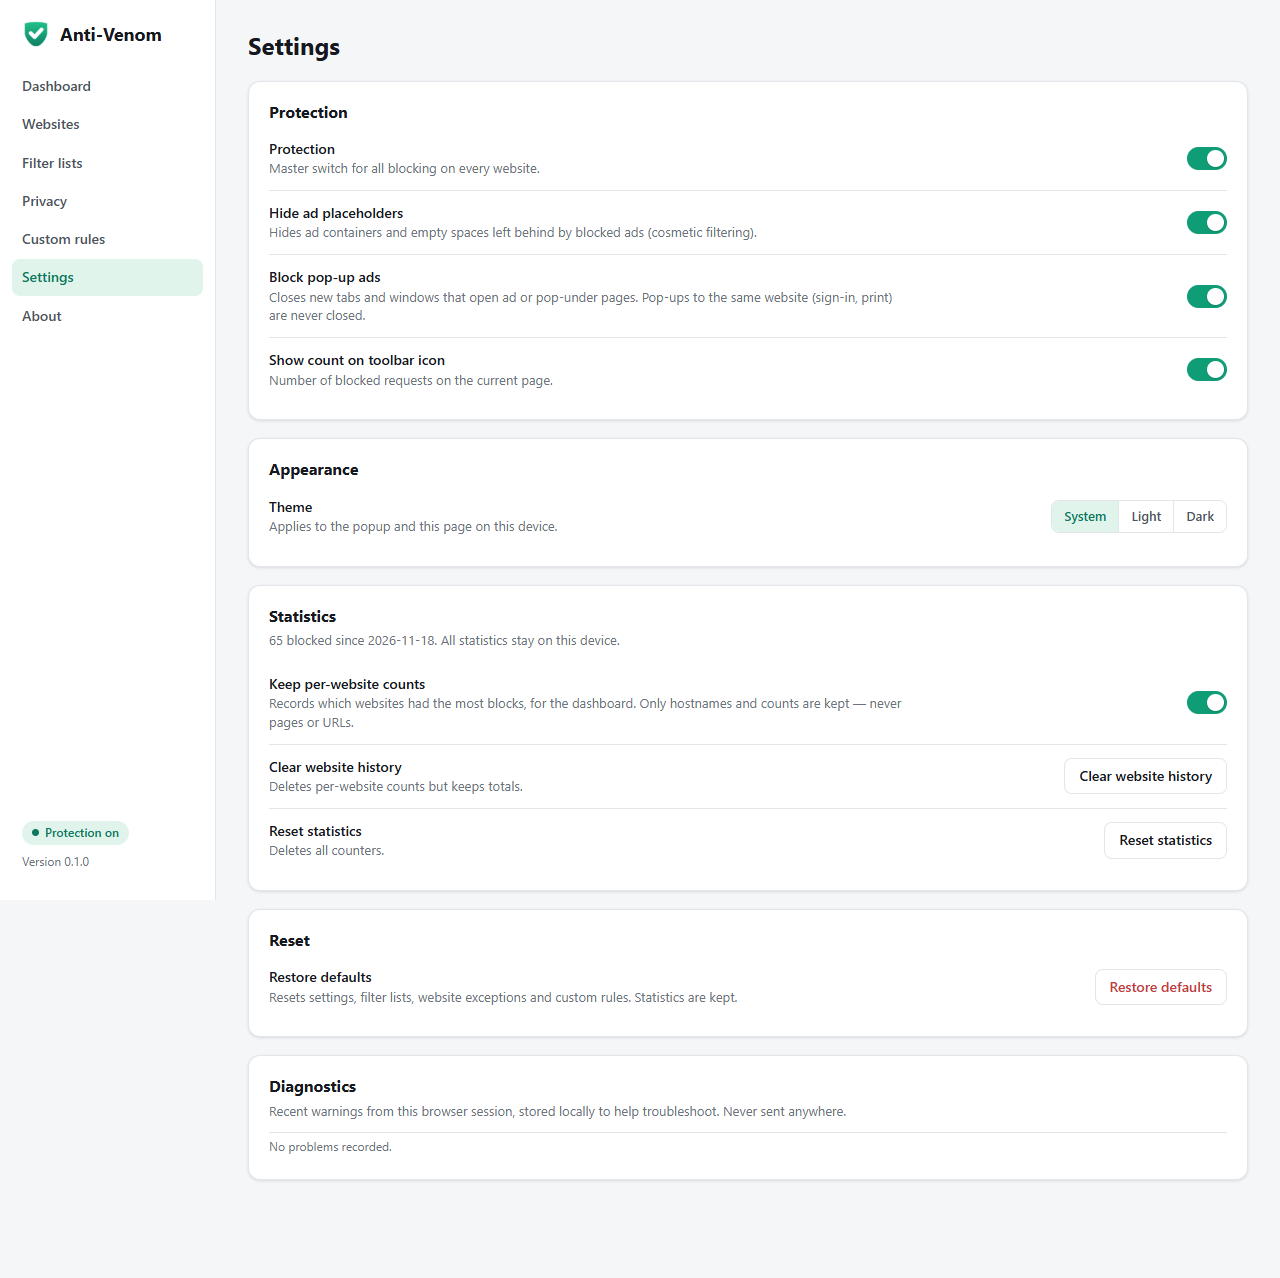 Anti-Venom
Dashboard
Websites
Filter lists
Privacy
Custom rules
Settings
About
Protection on
Version 0.1.0
Settings
Protection
Protection
Master switch for all blocking on every website.
Hide ad placeholders
Hides ad containers and empty spaces left behind by blocked ads (cosmetic filtering).
Block pop-up ads
Closes new tabs and windows that open ad or pop-under pages. Pop-ups to the same website (sign-in, print)
are never closed.
Show count on toolbar icon
Number of blocked requests on the current page.
Appearance
Theme
Applies to the popup and this page on this device.
System Light Dark
Statistics
65 blocked since 2026-11-18. All statistics stay on this device.
Keep per-website counts
Records which websites had the most blocks, for the dashboard. Only hostnames and counts are kept — never
pages or URLs.
Clear website history
Deletes per-website counts but keeps totals.
Clear website history
Reset statistics
Deletes all counters.
Reset statistics
Reset
Restore defaults
Resets settings, filter lists, website exceptions and custom rules. Statistics are kept.
Restore defaults
Diagnostics
Recent warnings from this browser session, stored locally to help troubleshoot. Never sent anywhere.
No problems recorded.